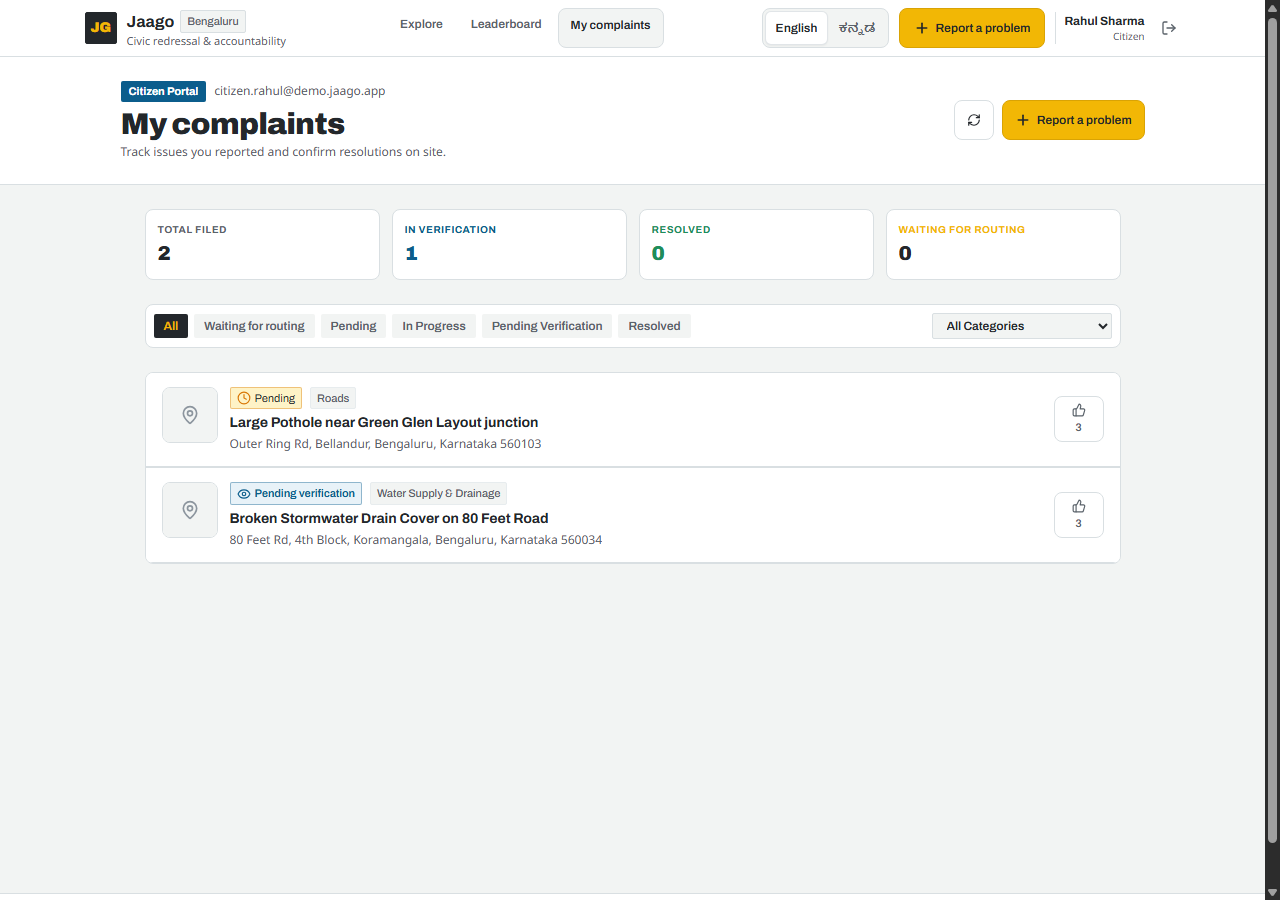 JG
Jaago Bengaluru
Civic redressal & accountability
Explore
Leaderboard
My complaints
English
ಕನ್ನಡ
Report a problem
Rahul Sharma
Citizen
Citizen Portal citizen.rahul@demo.jaago.app
My complaints
Track issues you reported and confirm resolutions on site.
Report a problem
TOTAL FILED
2
IN VERIFICATION
1
RESOLVED
0
WAITING FOR ROUTING
0
All
Waiting for routing
Pending
In Progress
Pending Verification
Resolved
All Categories
Pending
Roads
Large Pothole near Green Glen Layout junction
Outer Ring Rd, Bellandur, Bengaluru, Karnataka 560103
3
Pending verification
Water Supply & Drainage
Broken Stormwater Drain Cover on 80 Feet Road
80 Feet Rd, 4th Block, Koramangala, Bengaluru, Karnataka 560034
3